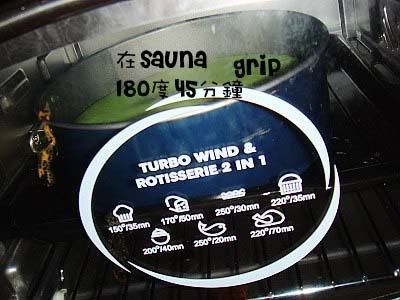 在sauna grip
180度45分鐘
TURBO WIND &
ROTISSERIE 2 IN 1
150°/35mn 170°/50mn 250°/30mn 220°/35mn
200°/40mn 250°/20mn 220°/70mn